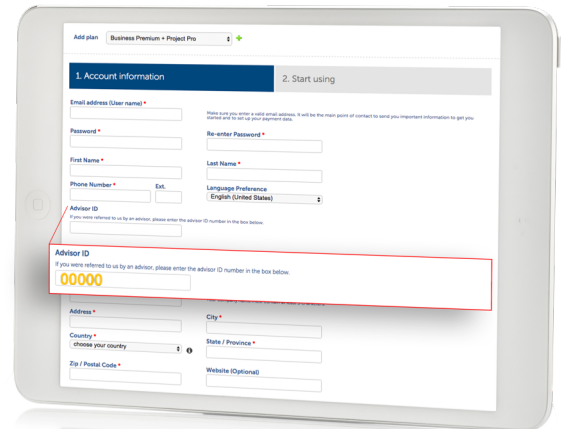 Add plan
Business Premium + Project Pro
1. Account information
2. Start using
Email address (User name) *
Make sure you enter a valid email address, it will be the main point of contact to send you important information to get you
started and to set up your payment data.
Password *
Re-enter Password *
First Name *
Last Name *
Phone Number *
Ext.
Language Preference
English (United States)
Advisor ID
If you were referred to us by an advisor, please enter the advisor ID number in the box below:
Advisor ID
If you were referred to us by an advisor, please enter the advisor ID number in the box below:
00000
Address *
City *
Country *
choose your country
State / Province *
Zip / Postal Code *
Website (Optional)